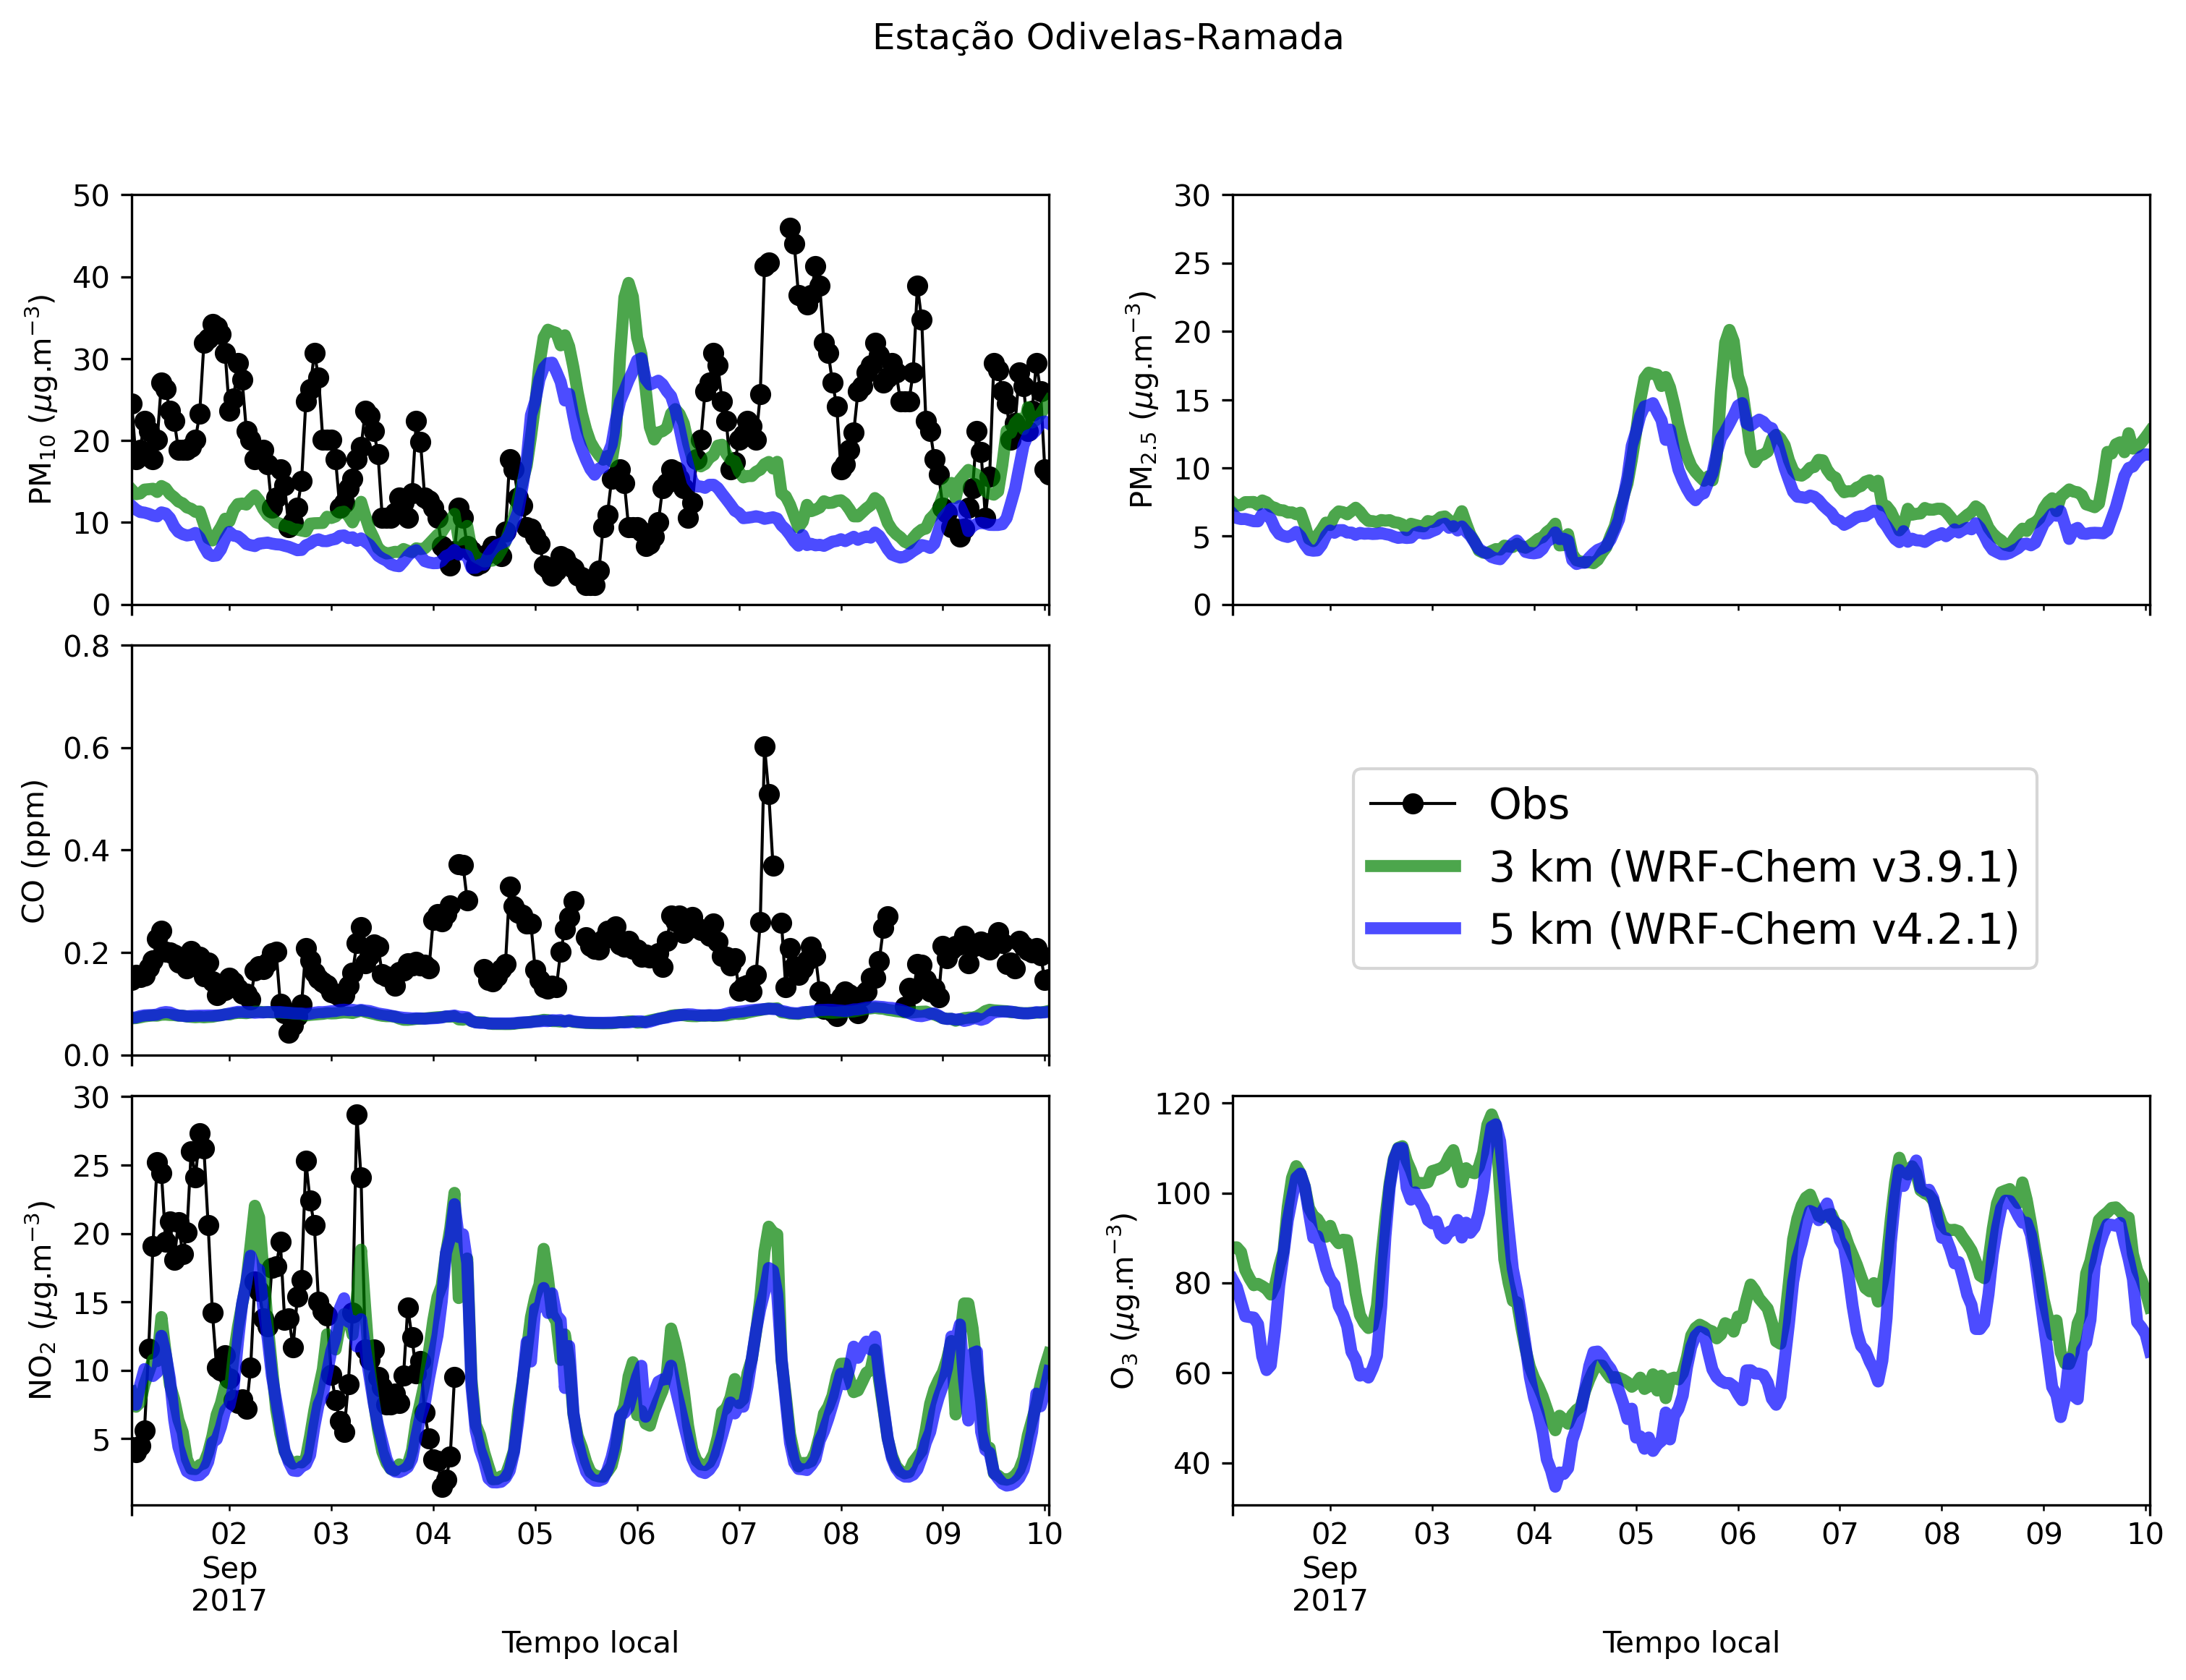 Estação Odivelas-Ramada
50
40
30
20
10
0
PM₁₀ (μg.m⁻³)
30
25
20
15
10
5
0
PM₂.₅ (μg.m⁻³)
0.8
0.6
0.4
0.2
0.0
CO (ppm)
Obs
3 km (WRF-Chem v3.9.1)
5 km (WRF-Chem v4.2.1)
30
25
20
15
10
5
NO₂ (μg.m⁻³)
02 03 04 05 06 07 08 09 10
Sep
2017
Tempo local
120
100
80
60
40
O₃ (μg.m⁻³)
02 03 04 05 06 07 08 09 10
Sep
2017
Tempo local